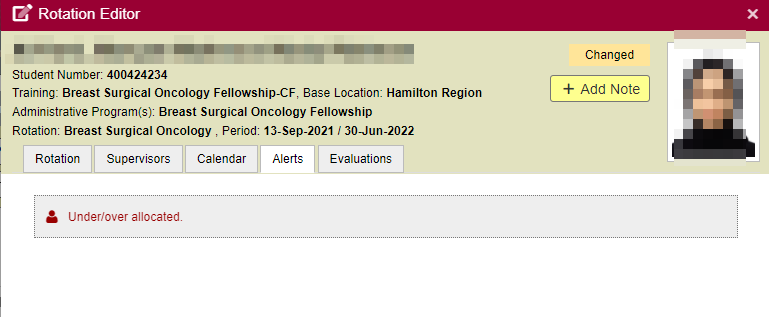 Rotation Editor
Changed
Student Number: 400424234
+ Add Note
Training: Breast Surgical Oncology Fellowship-CF, Base Location: Hamilton Region
Administrative Program(s): Breast Surgical Oncology Fellowship
Rotation: Breast Surgical Oncology , Period: 13-Sep-2021 / 30-Jun-2022
Rotation Supervisors Calendar Alerts Evaluations
Under/over allocated.